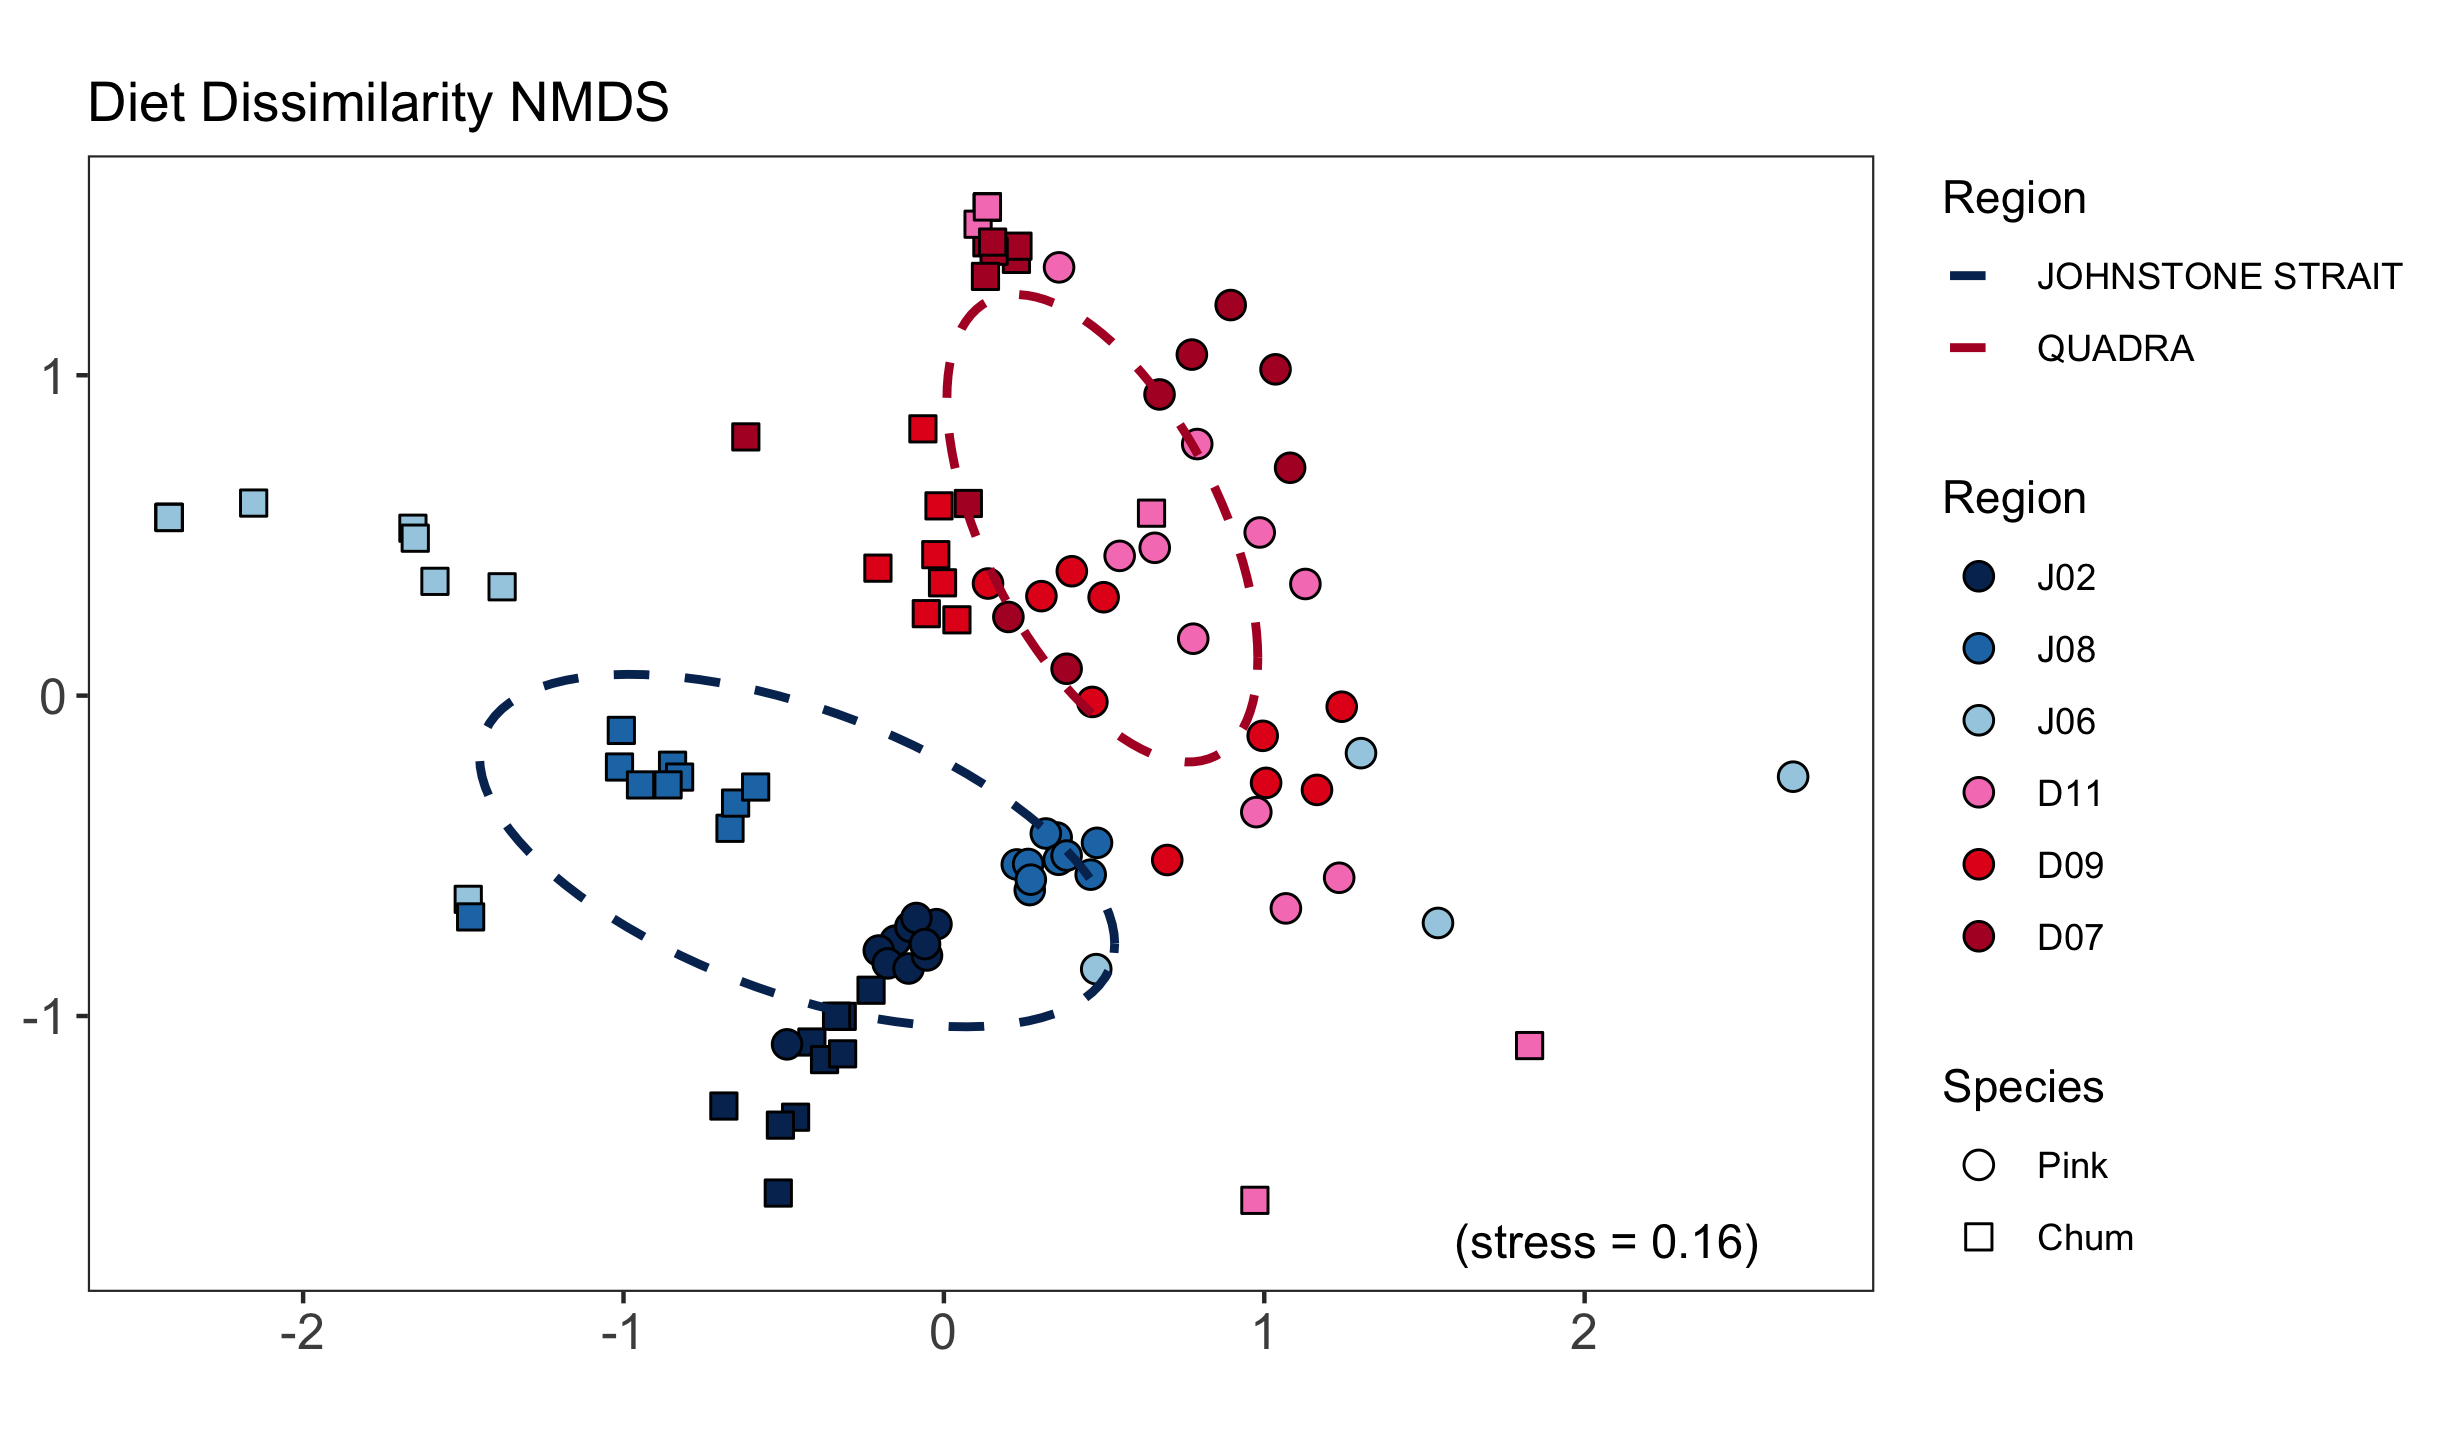 Diet Dissimilarity NMDS
1
0
-1
-2
-1
0
1
2
(stress = 0.16)
Region
JOHNSTONE STRAIT
QUADRA
Region
J02
J08
J06
D11
D09
D07
Species
Pink
Chum